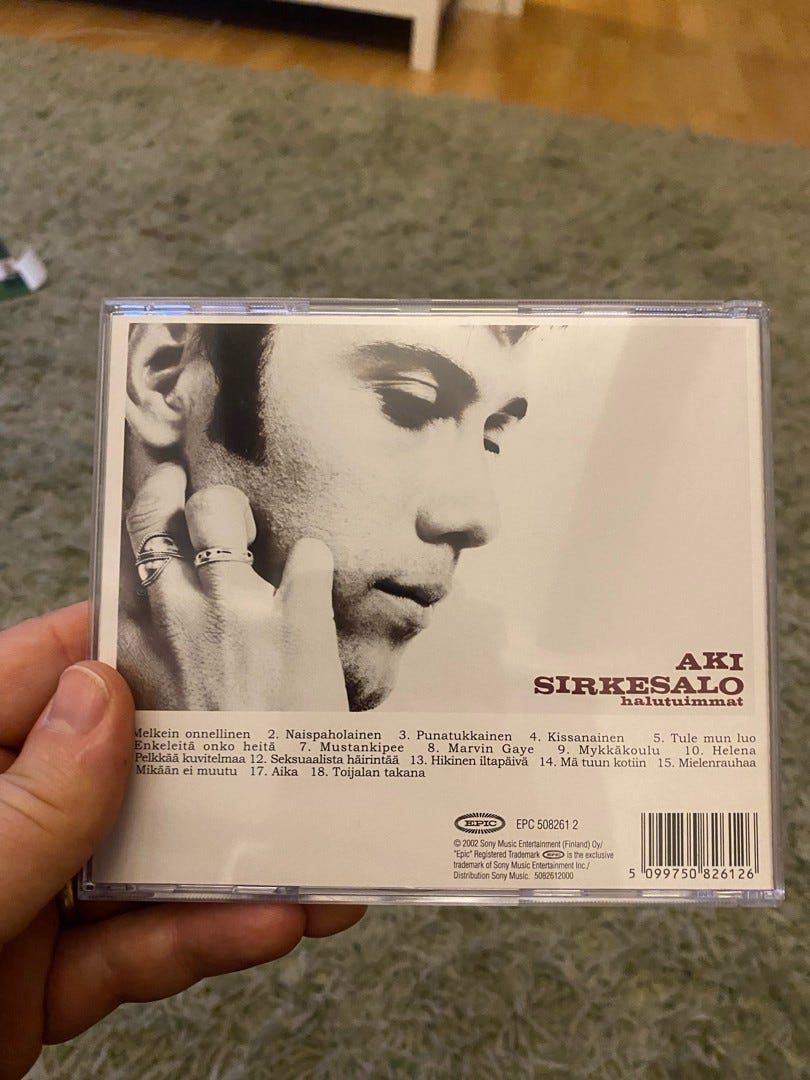 AKI
SIRKESALO
halutuimmat
Melkein onnellinen 2. Naispaholainen 3. Punatukkainen 4. Kissanainen 5. Tule mun luo
Enkeleitä onko heitä 7. Mustankipee 8. Marvin Gaye 9. Mykkäkoulu 10. Helena
Pelkkää kuvitelmaa 12. Seksuaalista häirintää 13. Hikinen iltapäivä 14. Mä tuun kotiin 15. Mielenrauhaa
Mikään ei muutu 17. Aika 18. Toijalan takana
EPIC EPC 508261 2
© 2002 Sony Music Entertainment (Finland) Oy/
"Epic" Registered Trademark EPIC is the exclusive
trademark of Sony Music Entertainment Inc./
Distribution Sony Music. 5082612000
5 099750 826126